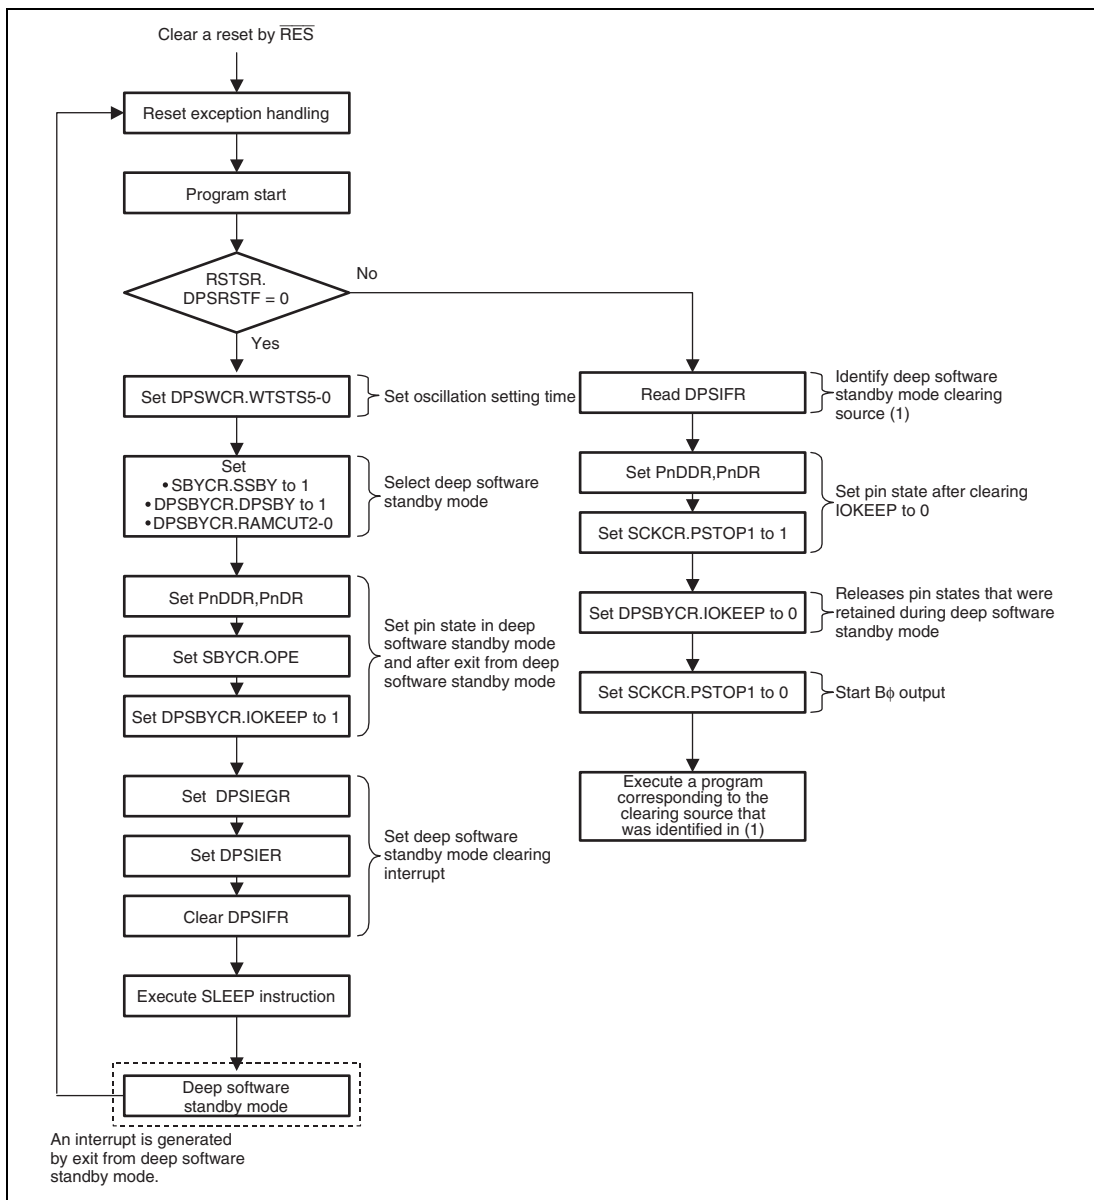 Clear a reset by RES
Reset exception handling
Program start
RSTSR.
DPSRSTF = 0
No
Yes
Set DPSWCR.WTSTS5-0
Set oscillation setting time
Set
• SBYCR.SSBY to 1
• DPSBYCR.DPSBY to 1
• DPSBYCR.RAMCUT2-0
Select deep software
standby mode
Set PnDDR,PnDR
Set SBYCR.OPE
Set DPSBYCR.IOKEEP to 1
Set pin state in deep
software standby mode
and after exit from deep
software standby mode
Set DPSIEGR
Set DPSIER
Clear DPSIFR
Set deep software
standby mode clearing
interrupt
Execute SLEEP instruction
Deep software
standby mode
An interrupt is generated
by exit from deep software
standby mode.
Read DPSIFR
Identify deep software
standby mode clearing
source (1)
Set PnDDR,PnDR
Set SCKCR.PSTOP1 to 1
Set pin state after clearing
IOKEEP to 0
Set DPSBYCR.IOKEEP to 0
Releases pin states that were
retained during deep software
standby mode
Set SCKCR.PSTOP1 to 0
Start Bϕ output
Execute a program
corresponding to the
clearing source that
was identified in (1)